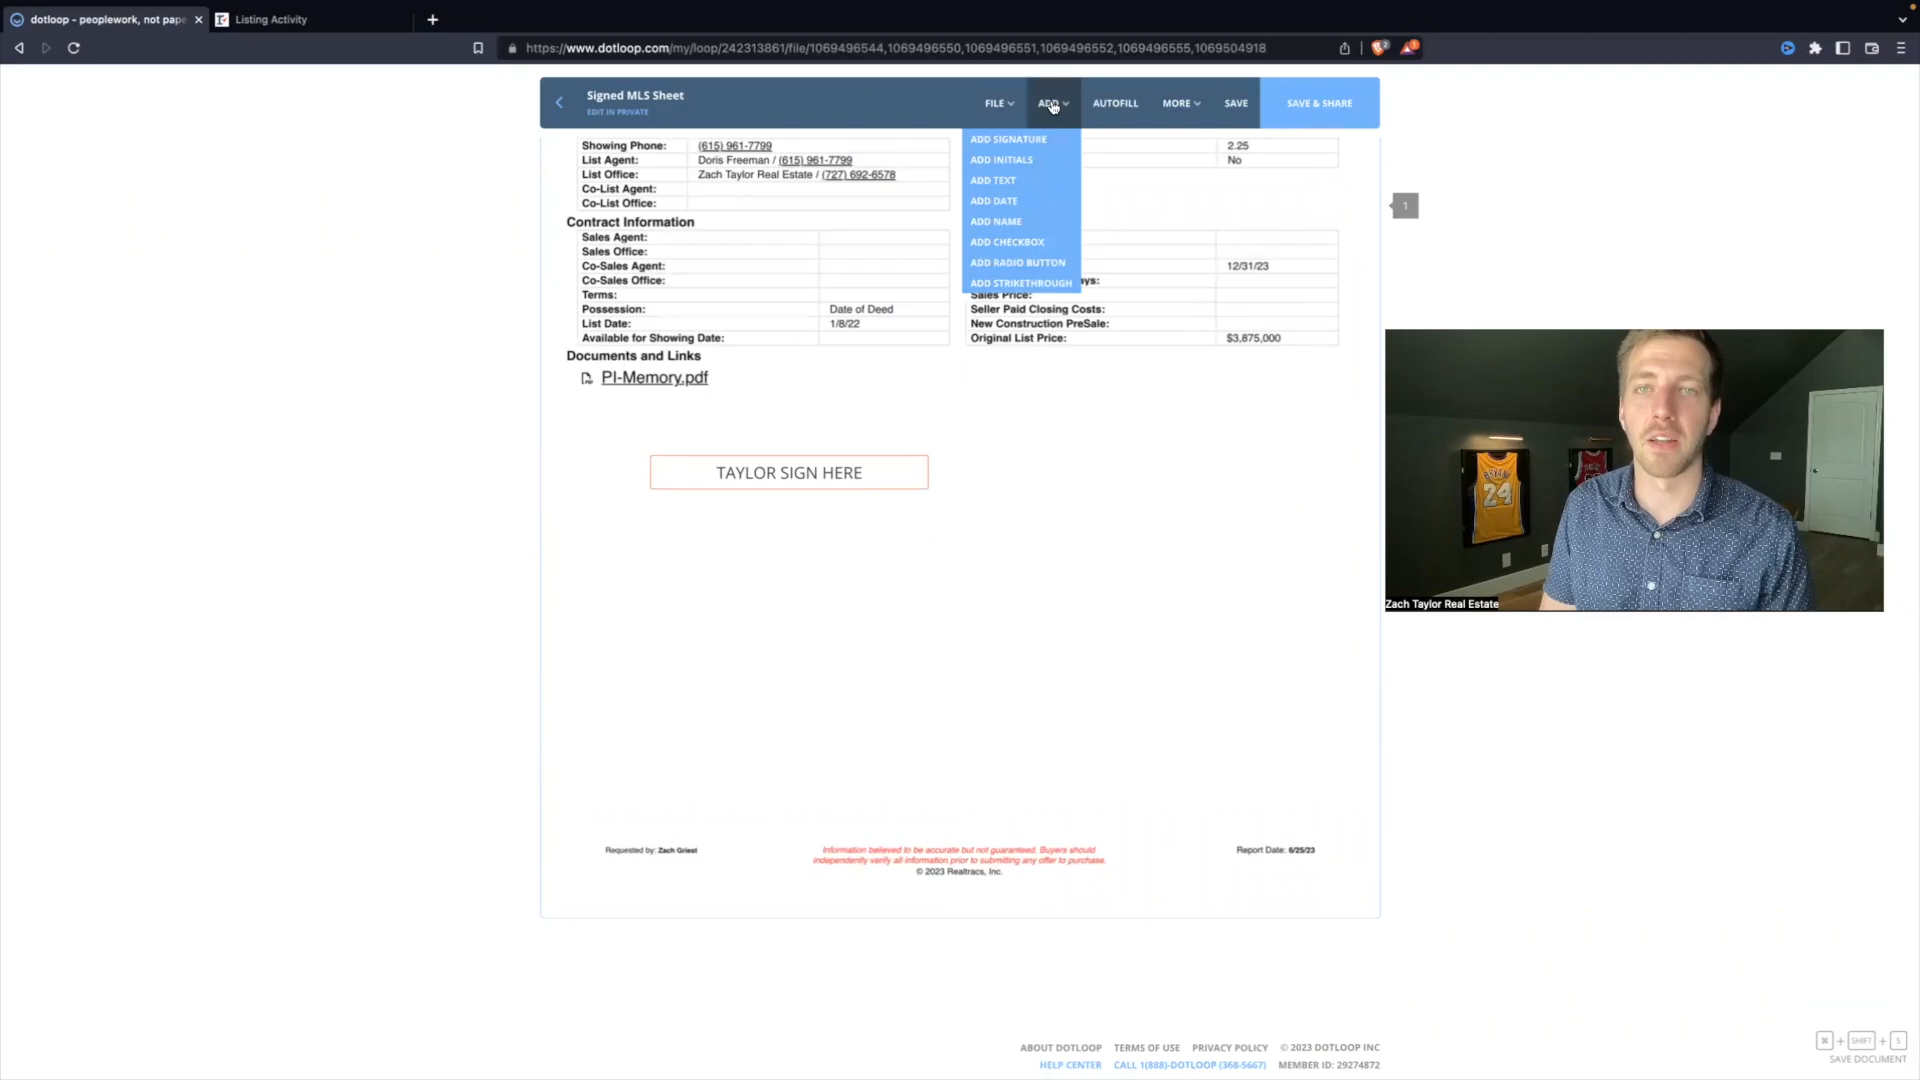 dotloop - peoplework, not pape
Listing Activity
https://www.dotloop.com/my/loop/242313861/file/1069496544,1069496550,1069496551,1069496552,1069496555,1069504918
Signed MLS Sheet
EDIT IN PRIVATE
FILE
ADD
AUTOFILL
MORE
SAVE
SAVE & SHARE
ADD SIGNATURE
ADD INITIALS
ADD TEXT
ADD DATE
ADD NAME
ADD CHECKBOX
ADD RADIO BUTTON
ADD STRIKETHROUGH
Showing Phone: (615) 961-7799
List Agent: Doris Freeman / (615) 961-7799
List Office: Zach Taylor Real Estate / (727) 692-6578
Co-List Agent:
Co-List Office:
2.25
No
1
Contract Information
Sales Agent:
Sales Office:
Co-Sales Agent:
Co-Sales Office:
Terms:
Possession: Date of Deed
List Date: 1/8/22
Available for Showing Date:
12/31/23
ys:
Sales Price:
Seller Paid Closing Costs:
New Construction PreSale:
Original List Price: $3,875,000
Documents and Links
PI-Memory.pdf
TAYLOR SIGN HERE
BRYANT
24
Zach Taylor Real Estate
Requested by: Zach Griest
Information believed to be accurate but not guaranteed. Buyers should
independently verify all information prior to submitting any offer to purchase.
© 2023 Realtracs, Inc.
Report Date: 6/25/23
ABOUT DOTLOOP TERMS OF USE PRIVACY POLICY © 2023 DOTLOOP INC
HELP CENTER CALL 1(888)-DOTLOOP (368-5667) MEMBER ID: 29274872
⌘ + SHIFT + S
SAVE DOCUMENT